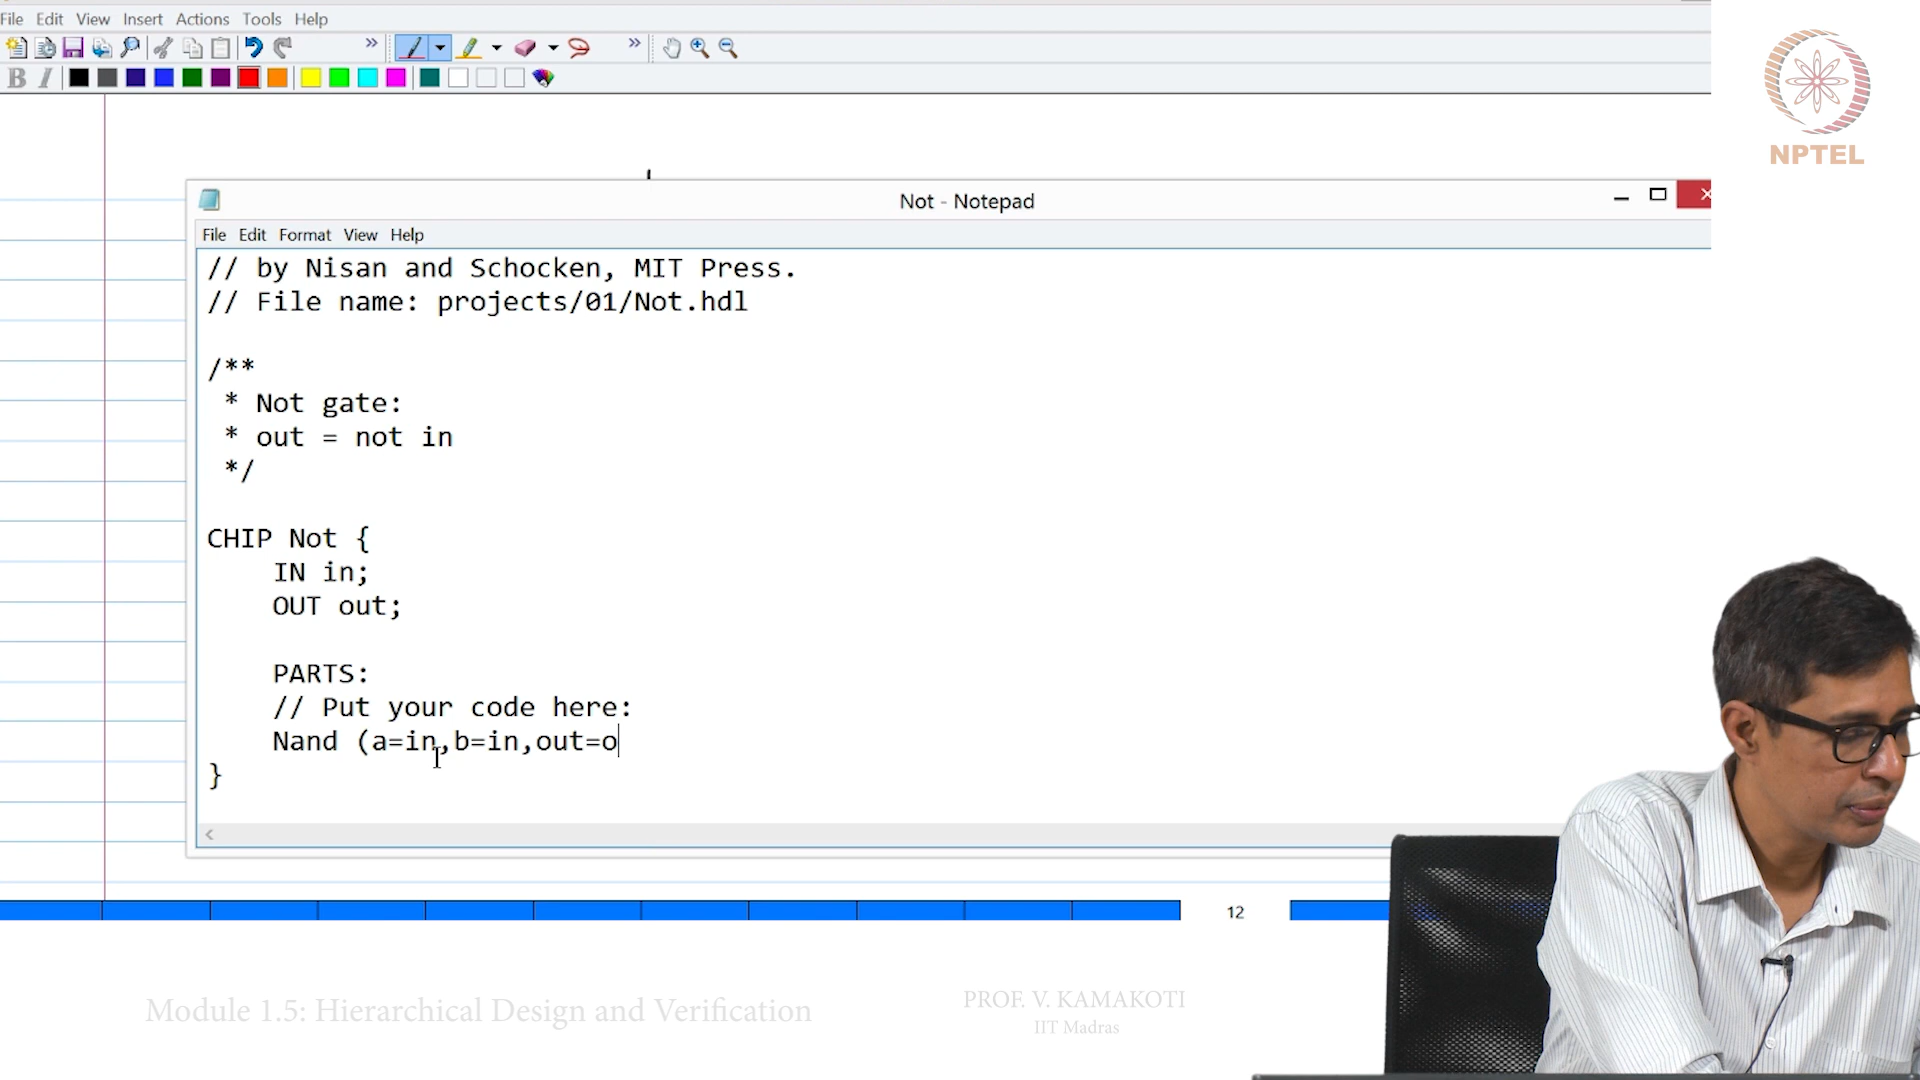 File Edit View Insert Actions Tools Help
B I
NPTEL
Not - Notepad
File Edit Format View Help
// by Nisan and Schocken, MIT Press.
// File name: projects/01/Not.hdl
/**
* Not gate:
* out = not in
*/
CHIP Not {
IN in;
OUT out;
PARTS:
// Put your code here:
Nand (a=in,b=in,out=o
}
12
Module 1.5: Hierarchical Design and Verification
PROF. V. KAMAKOTI
IIT Madras